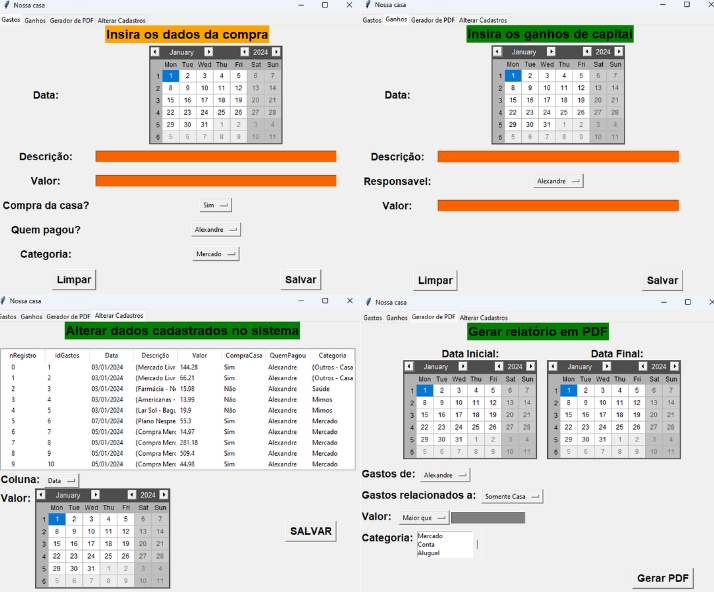 Nossa casa
Gastos Ganhos Gerador de PDF Alterar Cadastros
Insira os dados da compra
January 2024
Mon Tue Wed Thu Fri Sat Sun
1 1 2 3 4 5 6 7
2 8 9 10 11 12 13 14
3 15 16 17 18 19 20 21
4 22 23 24 25 26 27 28
5 29 30 31 1 2 3 4
6 5 6 7 8 9 10 11
Data:
Descrição:
Valor:
Compra da casa? Sim
Quem pagou? Alexandre
Categoria: Mercado
Limpar Salvar
Nossa casa
Gastos Ganhos Gerador de PDF Alterar Cadastros
Insira os ganhos de capital
January 2024
Mon Tue Wed Thu Fri Sat Sun
1 1 2 3 4 5 6 7
2 8 9 10 11 12 13 14
3 15 16 17 18 19 20 21
4 22 23 24 25 26 27 28
5 29 30 31 1 2 3 4
6 5 6 7 8 9 10 11
Data:
Descrição:
Responsavel: Alexandre
Valor:
Limpar Salvar
Nossa casa
Gastos Ganhos Gerador de PDF Alterar Cadastros
Alterar dados cadastrados no sistema
nRegistro idGastos Data Descrição Valor CompraCasa QuemPagou Categoria
0 1 03/01/2024 (Mercado Livr 144.28 Sim Alexandre (Outros - Casa
1 2 03/01/2024 (Mercado Livr 66.21 Sim Alexandre (Outros - Casa
2 3 03/01/2024 (Farmácia - N 15.98 Não Alexandre Saúde
3 4 03/01/2024 (Americanas - 13.99 Não Alexandre Mimos
4 5 03/01/2024 (Lar Sol - Bagu 19.9 Não Alexandre Mimos
5 6 07/01/2024 (Plano Nespre 55.3 Sim Alexandre Mercado
6 7 05/01/2024 (Compra Merc 14.97 Sim Alexandre Mercado
7 8 05/01/2024 (Compra Merc 281.18 Sim Alexandre Mercado
8 9 05/01/2024 (Compra Merc 509.4 Sim Alexandre Mercado
9 10 05/01/2024 (Compra Merc 44.98 Sim Alexandre Mercado
Coluna: Data
Valor:
January 2024
Mon Tue Wed Thu Fri Sat Sun
1 1 2 3 4 5 6 7
2 8 9 10 11 12 13 14
3 15 16 17 18 19 20 21
4 22 23 24 25 26 27 28
5 29 30 31 1 2 3 4
6 5 6 7 8 9 10 11
SALVAR
Nossa casa
Gastos Ganhos Gerador de PDF Alterar Cadastros
Gerar relatório em PDF
Data Inicial:
January 2024
Mon Tue Wed Thu Fri Sat Sun
1 1 2 3 4 5 6 7
2 8 9 10 11 12 13 14
3 15 16 17 18 19 20 21
4 22 23 24 25 26 27 28
5 29 30 31 1 2 3 4
6 5 6 7 8 9 10 11
Data Final:
January 2024
Mon Tue Wed Thu Fri Sat Sun
1 1 2 3 4 5 6 7
2 8 9 10 11 12 13 14
3 15 16 17 18 19 20 21
4 22 23 24 25 26 27 28
5 29 30 31 1 2 3 4
6 5 6 7 8 9 10 11
Gastos de: Alexandre
Gastos relacionados a: Somente Casa
Valor: Maior que
Categoria: Mercado
Conta
Aluguel
Gerar PDF